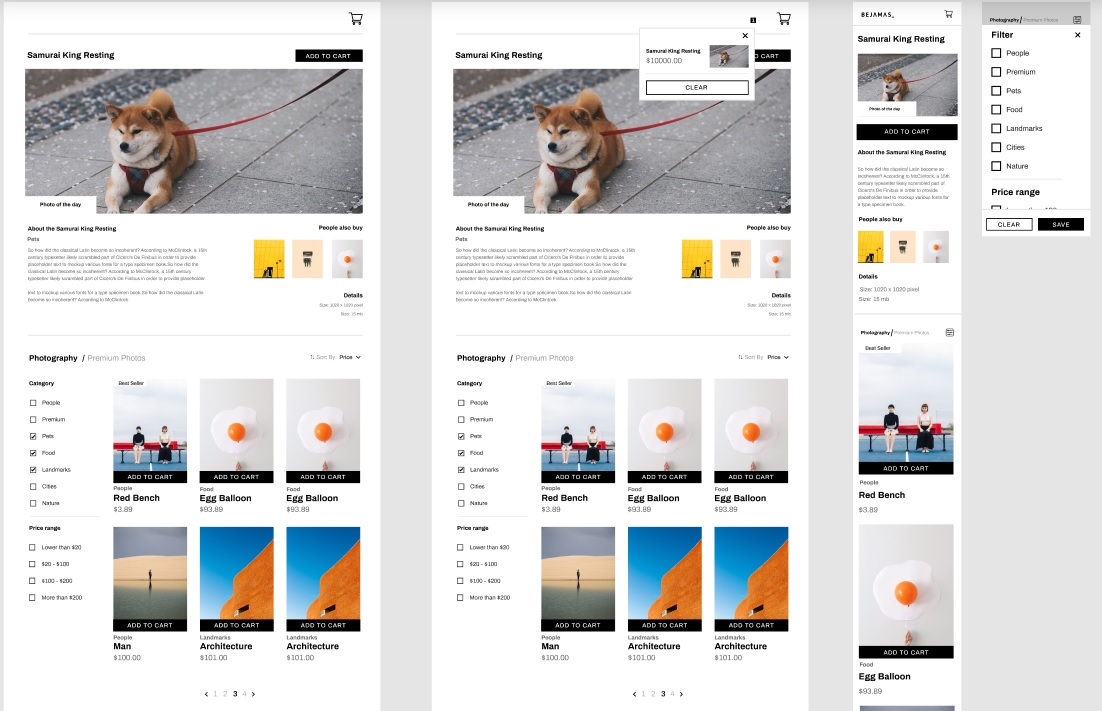 Samurai King Resting
ADD TO CART
Photo of the day
About the Samurai King Resting
Pets
So how did the classical Latin become so incoherent? According to McClintock, a 15th
century typesetter likely scrambled part of Cicero's De Finibus in order to provide
placeholder text to mockup various fonts for a type specimen book.So how did the
classical Latin become so incoherent? According to McClintock, a 15th century
typesetter likely scrambled part of Cicero's De Finibus in order to provide placeholder
text to mockup various fonts for a type specimen book.So how did the classical Latin
become so incoherent? According to McClintock.
People also buy
Details
Size: 1020 x 1020 pixel
Size: 15 mb
Photography / Premium Photos
Sort By Price
Category
People
Premium
Pets
Food
Landmarks
Cities
Nature
Price range
Lower than $20
$20 - $100
$100 - $200
More than $200
Best Seller
ADD TO CART
People
Red Bench
$3.89
ADD TO CART
Food
Egg Balloon
$93.89
ADD TO CART
Food
Egg Balloon
$93.89
ADD TO CART
People
Man
$100.00
ADD TO CART
Landmarks
Architecture
$101.00
ADD TO CART
Landmarks
Architecture
$101.00
1 2 3 4
1
Samurai King Resting
Samurai King Resting
$10000.00
CLEAR
D TO CART
Photo of the day
About the Samurai King Resting
Pets
So how did the classical Latin become so incoherent? According to McClintock, a 15th
century typesetter likely scrambled part of Cicero's De Finibus in order to provide
placeholder text to mockup various fonts for a type specimen book.So how did the
classical Latin become so incoherent? According to McClintock, a 15th century
typesetter likely scrambled part of Cicero's De Finibus in order to provide placeholder
text to mockup various fonts for a type specimen book.So how did the classical Latin
become so incoherent? According to McClintock.
People also buy
Details
Size: 1020 x 1020 pixel
Size: 15 mb
Photography / Premium Photos
Sort By Price
Category
People
Premium
Pets
Food
Landmarks
Cities
Nature
Price range
Lower than $20
$20 - $100
$100 - $200
More than $200
Best Seller
ADD TO CART
People
Red Bench
$3.89
ADD TO CART
Food
Egg Balloon
$93.89
ADD TO CART
Food
Egg Balloon
$93.89
ADD TO CART
People
Man
$100.00
ADD TO CART
Landmarks
Architecture
$101.00
ADD TO CART
Landmarks
Architecture
$101.00
1 2 3 4
BEJAMAS_
Samurai King Resting
Photo of the day
ADD TO CART
About the Samurai King Resting
So how did the classical Latin become so
incoherent? According to McClintock, a 15th
century typesetter likely scrambled part of
Cicero's De Finibus in order to provide
placeholder text to mockup various fonts for
a type specimen book.
People also buy
Details
Size: 1020 x 1020 pixel
Size: 15 mb
Photography / Premium Photos
Best Seller
ADD TO CART
People
Red Bench
$3.89
ADD TO CART
Food
Egg Balloon
$93.89
Photography / Premium Photos
Filter
People
Premium
Pets
Food
Landmarks
Cities
Nature
Price range
CLEAR
SAVE